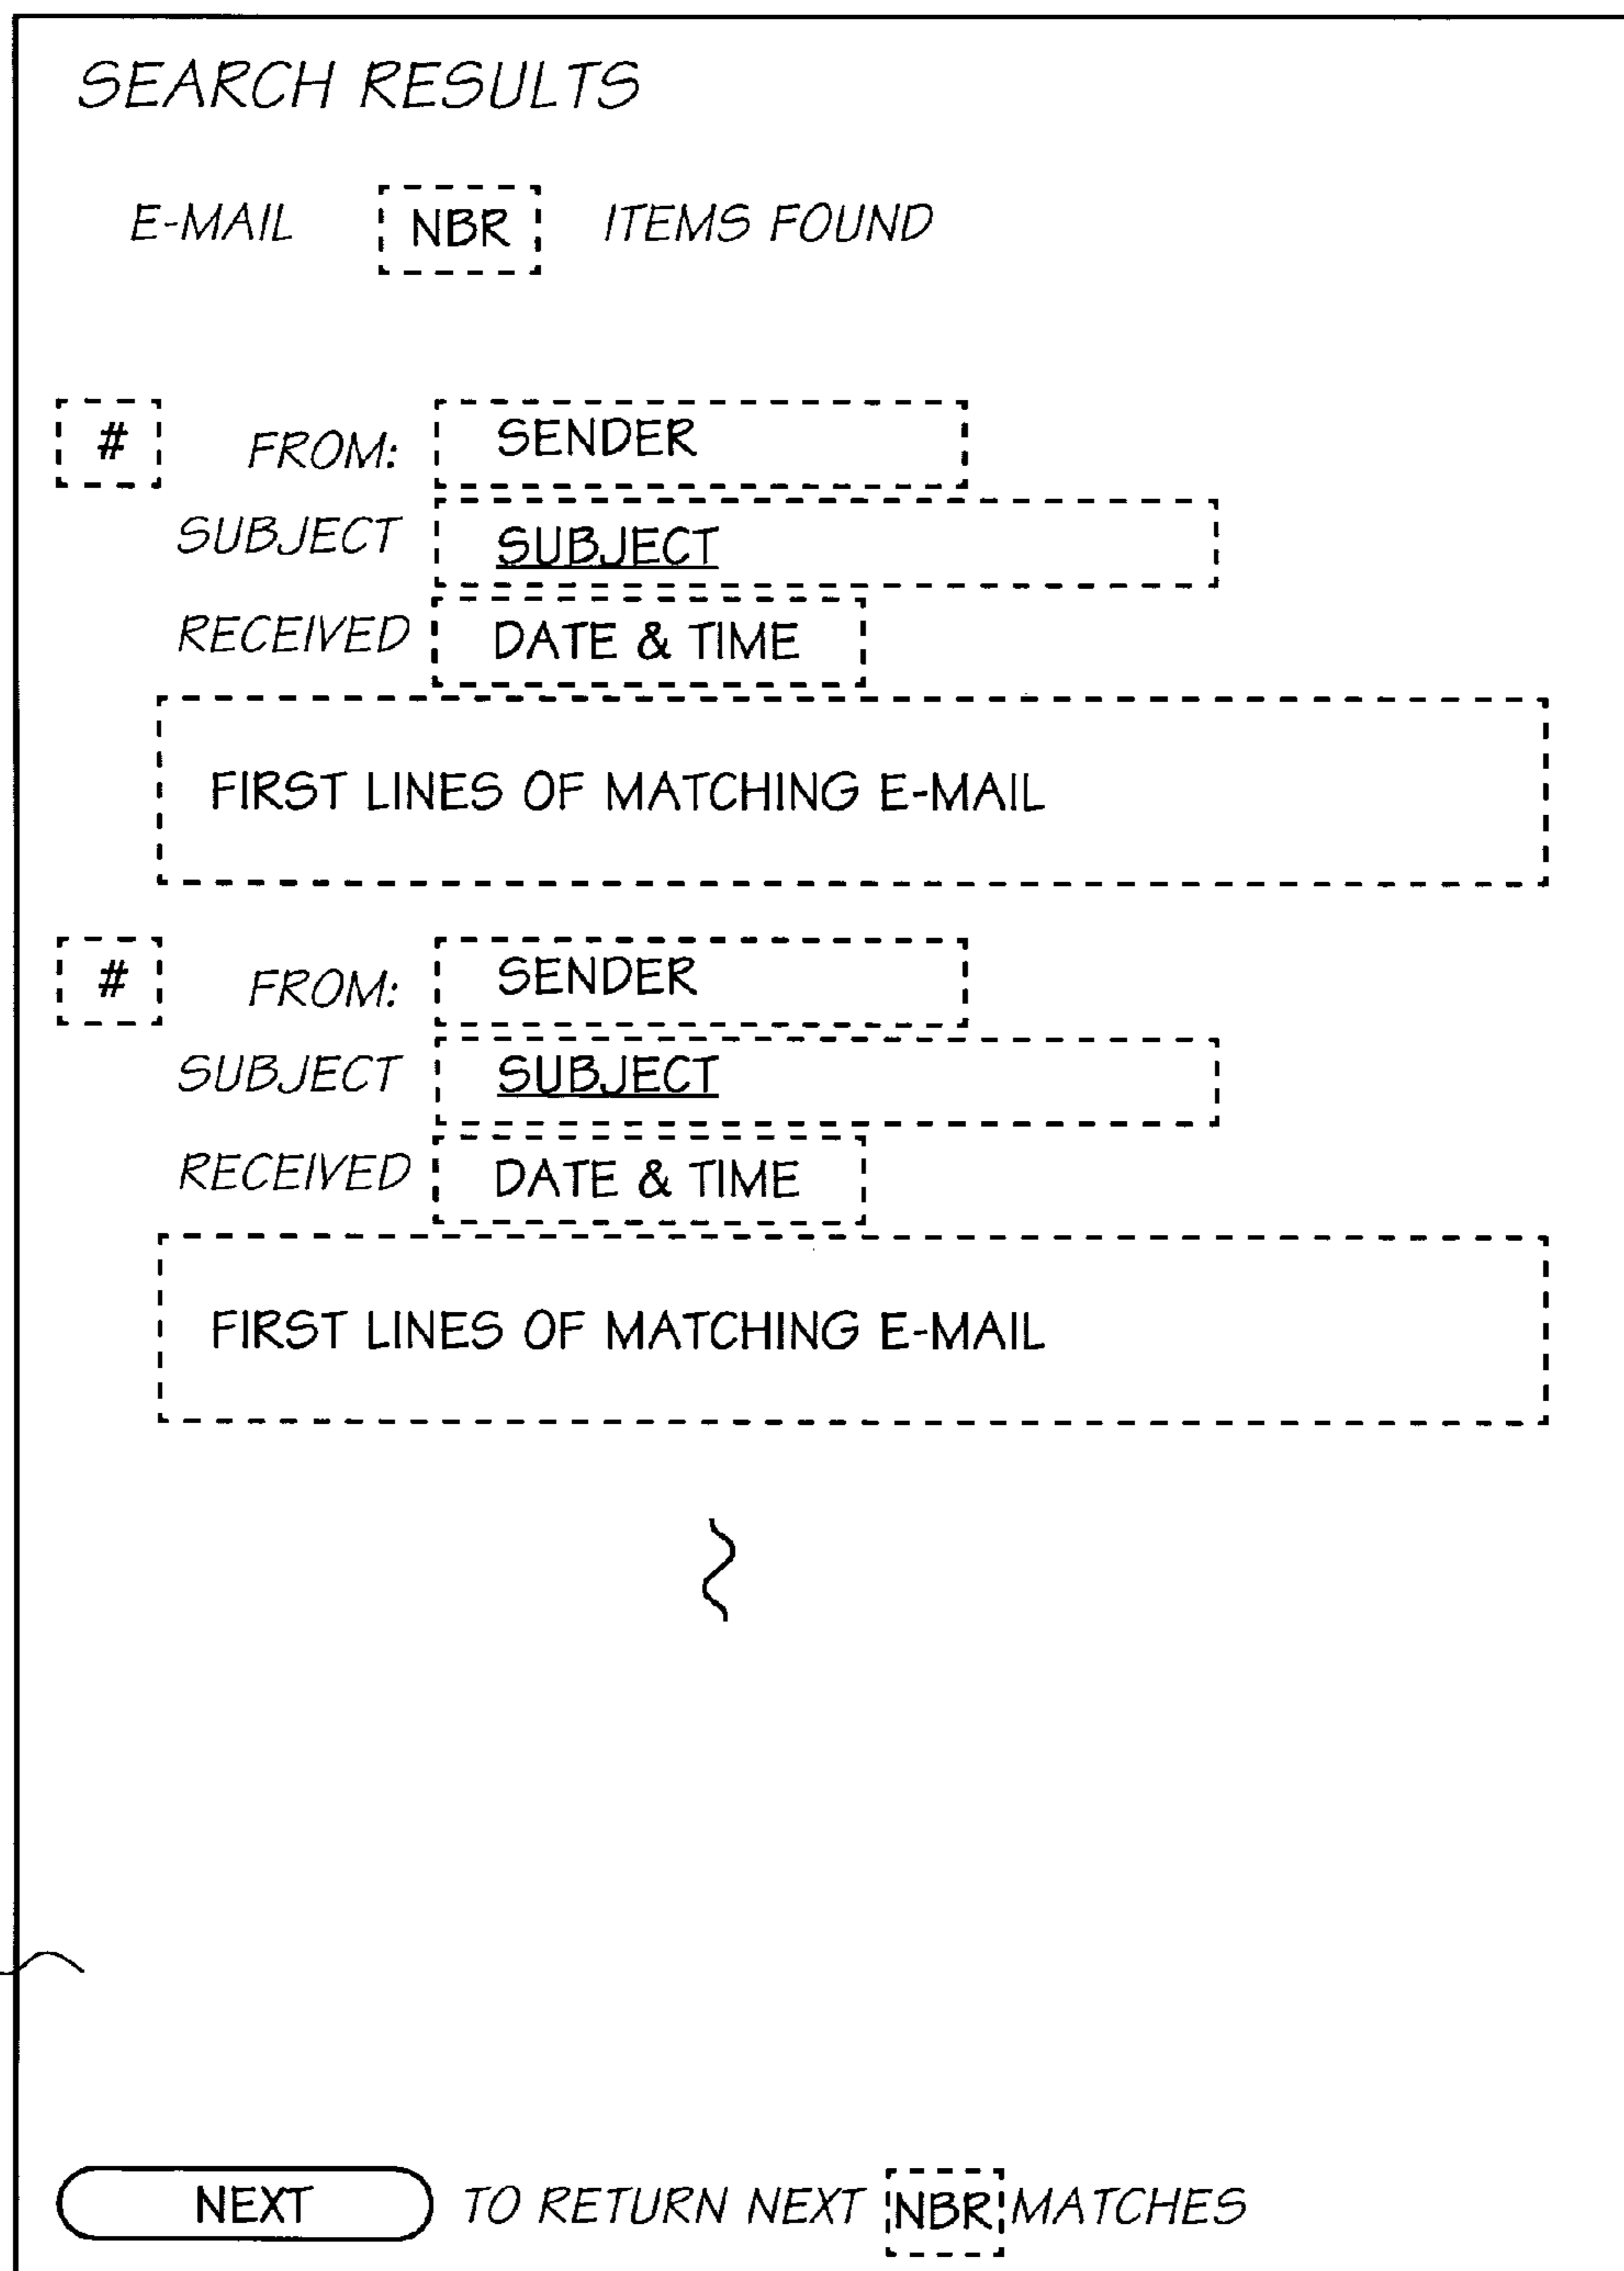 SEARCH RESULTS
E-MAIL NBR ITEMS FOUND
# FROM: SENDER
SUBJECT SUBJECT
RECEIVED DATE & TIME
FIRST LINES OF MATCHING E-MAIL
# FROM: SENDER
SUBJECT SUBJECT
RECEIVED DATE & TIME
FIRST LINES OF MATCHING E-MAIL
NEXT TO RETURN NEXT NBR MATCHES